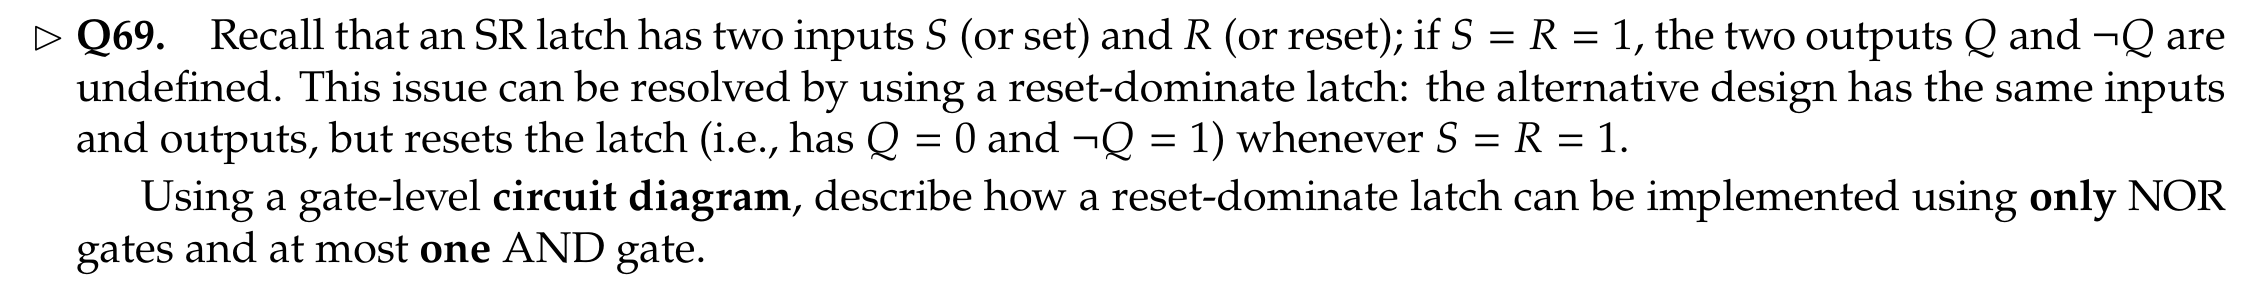 ▷ Q69. Recall that an SR latch has two inputs S (or set) and R (or reset); if S = R = 1, the two outputs Q and ¬Q are
undefined. This issue can be resolved by using a reset-dominate latch: the alternative design has the same inputs
and outputs, but resets the latch (i.e., has Q = 0 and ¬Q = 1) whenever S = R = 1.
Using a gate-level circuit diagram, describe how a reset-dominate latch can be implemented using only NOR
gates and at most one AND gate.